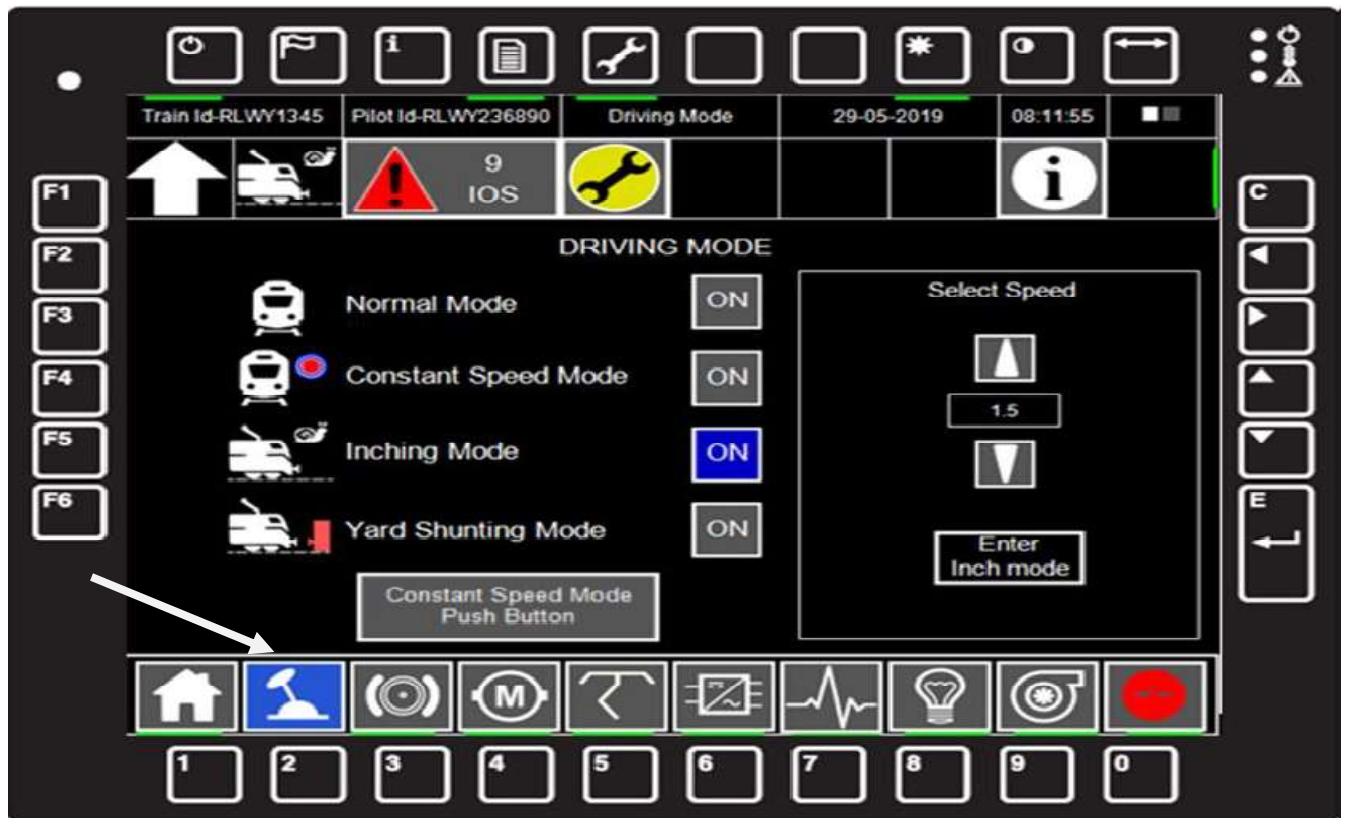 i
Train Id-RLWY1345 Pilot Id-RLWY236890 Driving Mode 29-05-2019 08:11:55
9
IOS
i
F1
F2
F3
F4
F5
F6
C
E
DRIVING MODE
Normal Mode ON
Constant Speed Mode ON
Inching Mode ON
Yard Shunting Mode ON
Constant Speed Mode
Push Button
Select Speed
1.5
Enter
Inch mode
M
1 2 3 4 5 6 7 8 9 0